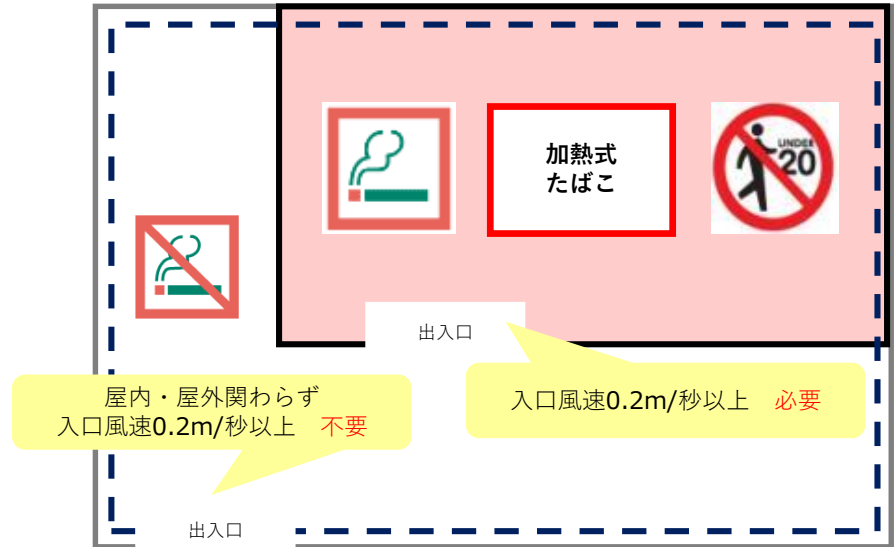 加熱式
たばこ
UNDER
20
出入口
屋内・屋外関わらず
入口風速0.2m/秒以上 不要
入口風速0.2m/秒以上 必要
出入口